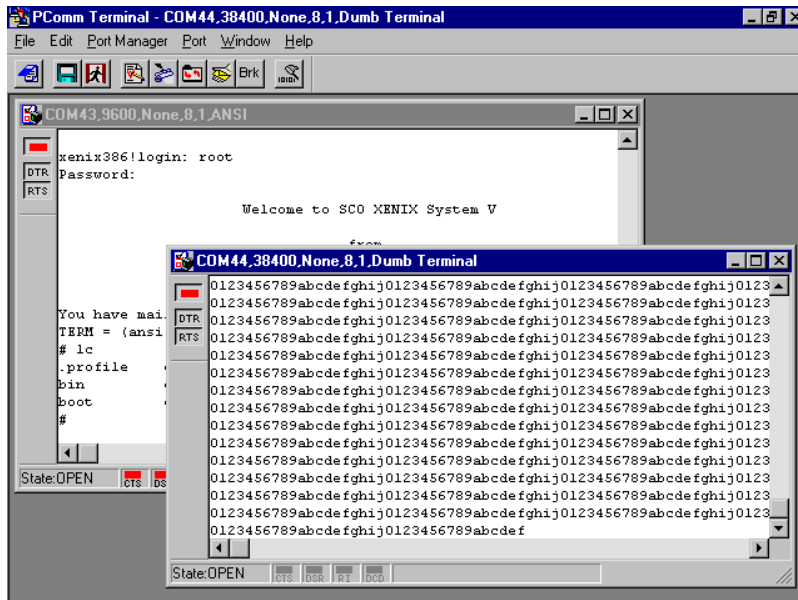 PComm Terminal - COM44,38400,None,8,1,Dumb Terminal
File Edit Port Manager Port Window Help
Brk
COM43,9600,None,8,1,ANSI
DTR
RTS
xenix386!login: root
Password:
Welcome to SCO XENIX System V
from
You have mai
TERM = (ansi
# lc
.profile
bin
boot
#
State:OPEN CTS
COM44,38400,None,8,1,Dumb Terminal
DTR
RTS
0123456789abcdefghij0123456789abcdefghij0123456789abcdefghij0123
0123456789abcdefghij0123456789abcdefghij0123456789abcdefghij0123
0123456789abcdefghij0123456789abcdefghij0123456789abcdefghij0123
0123456789abcdefghij0123456789abcdefghij0123456789abcdefghij0123
0123456789abcdefghij0123456789abcdefghij0123456789abcdefghij0123
0123456789abcdefghij0123456789abcdefghij0123456789abcdefghij0123
0123456789abcdefghij0123456789abcdefghij0123456789abcdefghij0123
0123456789abcdefghij0123456789abcdefghij0123456789abcdefghij0123
0123456789abcdefghij0123456789abcdefghij0123456789abcdefghij0123
0123456789abcdefghij0123456789abcdefghij0123456789abcdefghij0123
0123456789abcdefghij0123456789abcdefghij0123456789abcdefghij0123
0123456789abcdefghij0123456789abcdefghij0123456789abcdefghij0123
0123456789abcdefghij0123456789abcdefghij0123456789abcdefghij0123
0123456789abcdefghij0123456789abcdefghij0123456789abcdefghij0123
0123456789abcdefghij0123456789abcdef
State:OPEN CTS DSR RI DCD